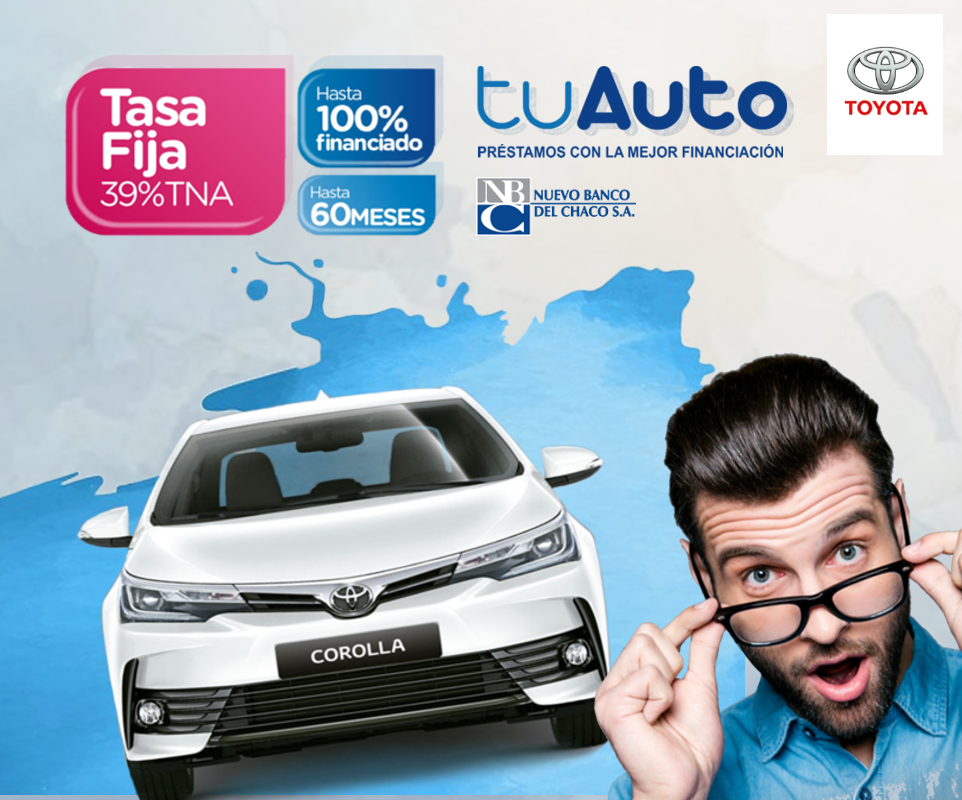 Tasa
Fija
39%TNA
Hasta
100%
financiado
Hasta
60MESES
tuAuto
PRÉSTAMOS CON LA MEJOR FINANCIACIÓN
NBC
NUEVO BANCO
DEL CHACO S.A.
TOYOTA
COROLLA